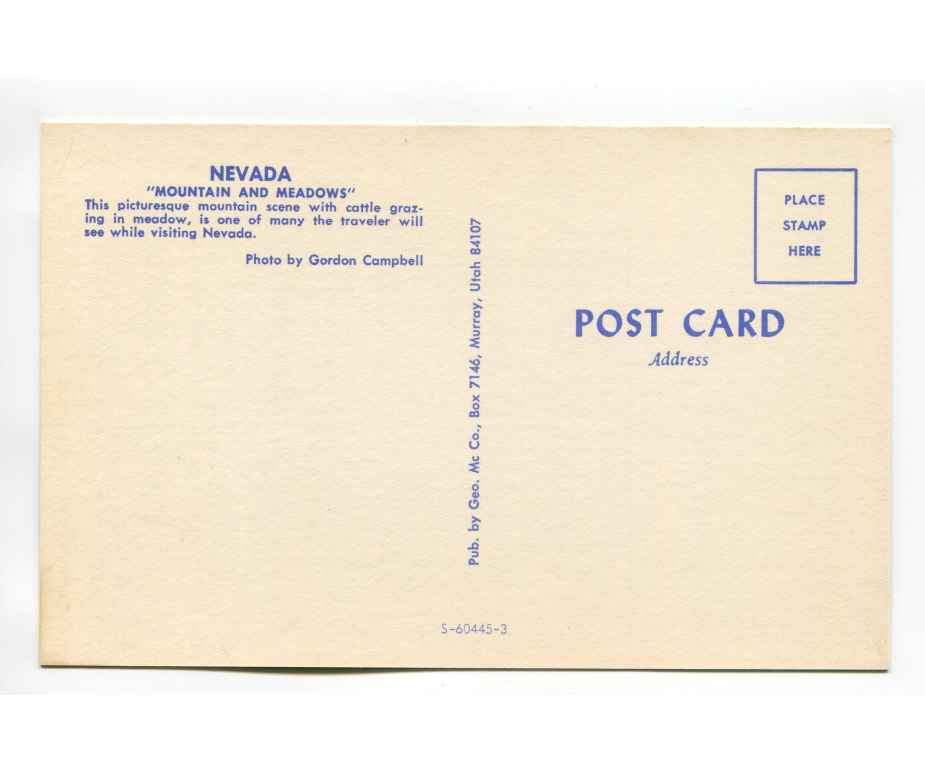 NEVADA
"MOUNTAIN AND MEADOWS"
This picturesque mountain scene with cattle graz-
ing in meadow, is one of many the traveler will
see while visiting Nevada.
Photo by Gordon Campbell
Pub. by Geo. Mc Co., Box 7146, Murray, Utah 84107
PLACE
STAMP
HERE
POST CARD
Address
S-60445-3